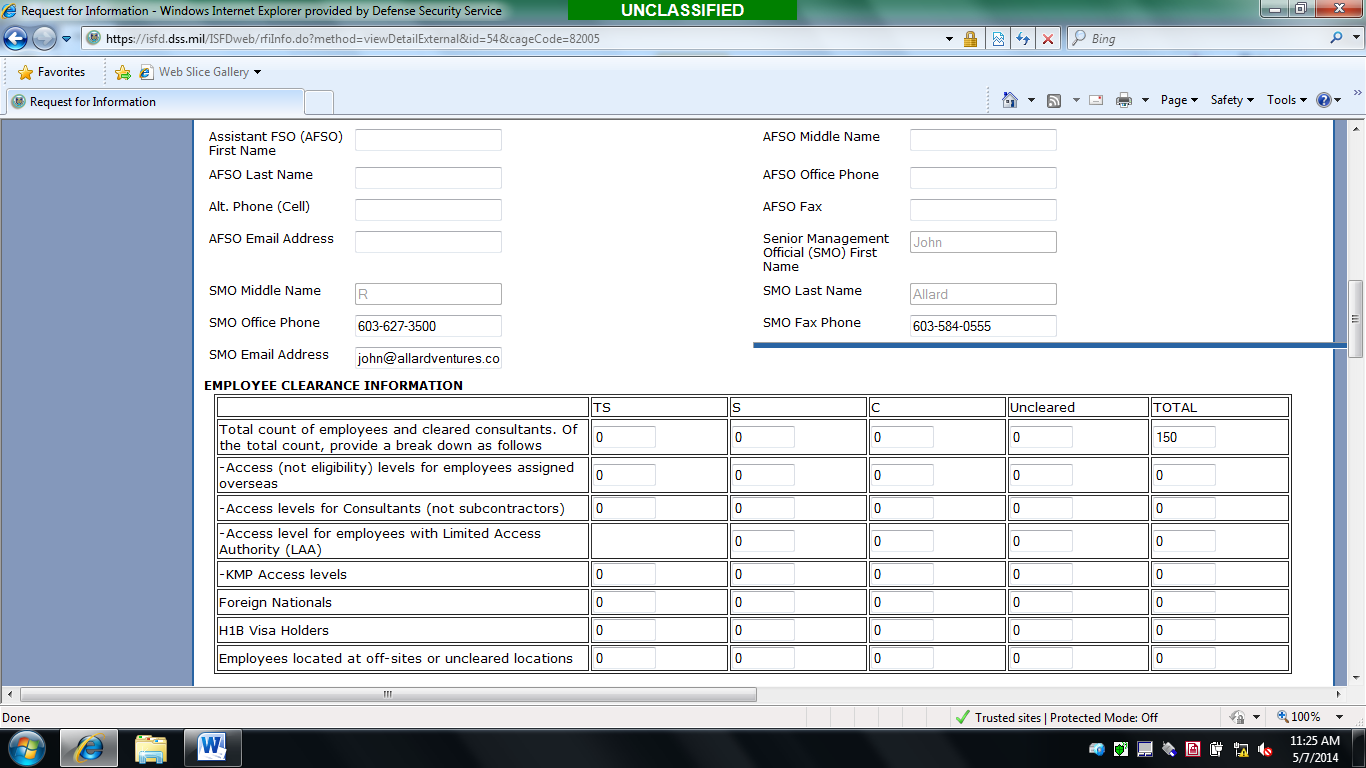 Request for Information - Windows Internet Explorer provided by Defense Security Service
UNCLASSIFIED
https://isfd.dss.mil/ISFDweb/rfiInfo.do?method=viewDetailExternal&id=54&cageCode=82005
Bing
Favorites
Web Slice Gallery
Request for Information
Page Safety Tools
Assistant FSO (AFSO)
First Name
AFSO Middle Name
AFSO Last Name
AFSO Office Phone
Alt. Phone (Cell)
AFSO Fax
AFSO Email Address
Senior Management
Official (SMO) First
Name
John
SMO Middle Name R
SMO Last Name Allard
SMO Office Phone 603-627-3500
SMO Fax Phone 603-584-0555
SMO Email Address john@allardventures.co
EMPLOYEE CLEARANCE INFORMATION
TS S C Uncleared TOTAL
Total count of employees and cleared consultants. Of
the total count, provide a break down as follows
0 0 0 0 150
-Access (not eligibility) levels for employees assigned
overseas
0 0 0 0 0
-Access levels for Consultants (not subcontractors) 0 0 0 0 0
-Access level for employees with Limited Access
Authority (LAA)
0 0 0 0
-KMP Access levels 0 0 0 0 0
Foreign Nationals 0 0 0 0 0
H1B Visa Holders 0 0 0 0 0
Employees located at off-sites or uncleared locations 0 0 0 0 0
Done
Trusted sites | Protected Mode: Off
100%
11:25 AM
5/7/2014